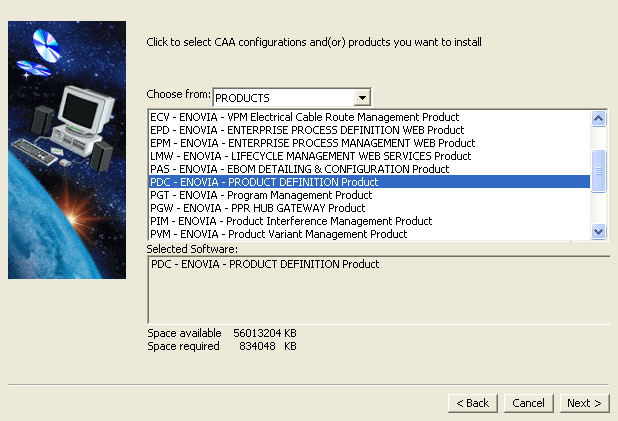 Click to select CAA configurations and(or) products you want to install
Choose from: PRODUCTS
ECV - ENOVIA - VPM Electrical Cable Route Management Product
EPD - ENOVIA - ENTERPRISE PROCESS DEFINITION WEB Product
EPM - ENOVIA - ENTERPRISE PROCESS MANAGEMENT WEB Product
LMW - ENOVIA - LIFECYCLE MANAGEMENT WEB SERVICES Product
PAS - ENOVIA - EBOM DETAILING & CONFIGURATION Product
PDC - ENOVIA - PRODUCT DEFINITION Product
PGT - ENOVIA - Program Management Product
PGW - ENOVIA - PPR HUB GATEWAY Product
PIM - ENOVIA - Product Interference Management Product
PVM - ENOVIA - Product Variant Management Product
Selected Software:
PDC - ENOVIA - PRODUCT DEFINITION Product
Space available 56013204 KB
Space required 834048 KB
< Back Cancel Next >